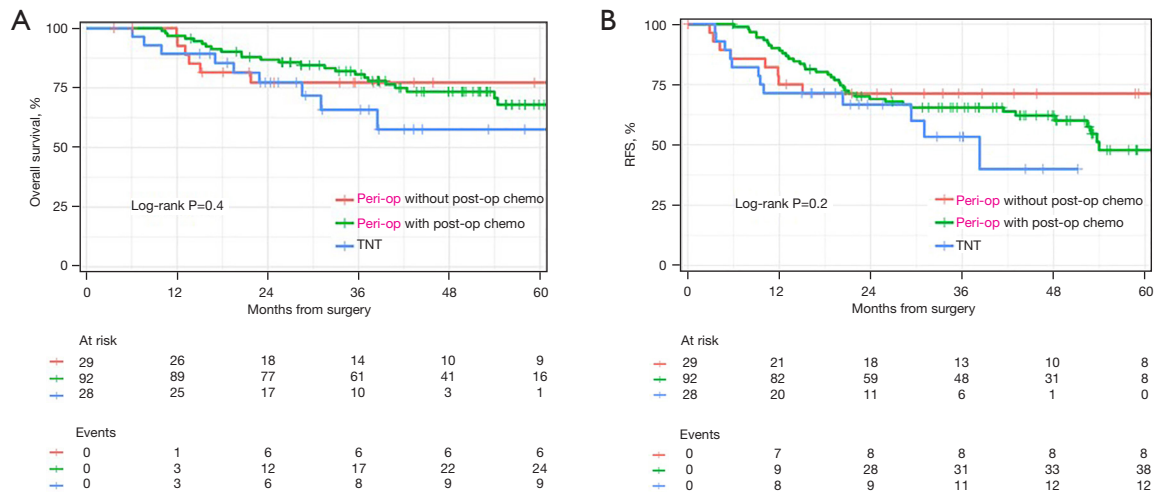 A
Overall survival, %
100
75
50
25
0
Log-rank P=0.4
Peri-op without post-op chemo
Peri-op with post-op chemo
TNT
0 12 24 36 48 60
Months from surgery
At risk
29 26 18 14 10 9
92 89 77 61 41 16
28 25 17 10 3 1
Events
0 1 6 6 6 6
0 3 12 17 22 24
0 3 6 8 9 9
B
RFS, %
100
75
50
25
0
Log-rank P=0.2
Peri-op without post-op chemo
Peri-op with post-op chemo
TNT
0 12 24 36 48 60
Months from surgery
At risk
29 21 18 13 10 8
92 82 59 48 31 8
28 20 11 6 1 0
Events
0 7 8 8 8 8
0 9 28 31 33 38
0 8 9 11 12 12